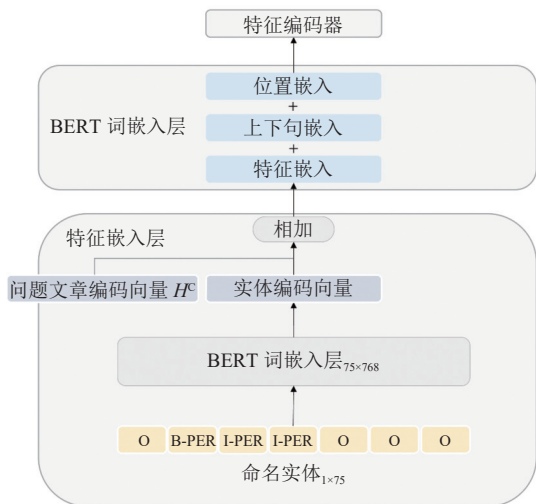 特征编码器
位置嵌入
+
BERT 词嵌入层
上下句嵌入
+
特征嵌入
相加
特征嵌入层
问题文章编码向量 Hᶜ
实体编码向量
BERT 词嵌入层75×768
O B-PER I-PER I-PER O O O
命名实体1×75